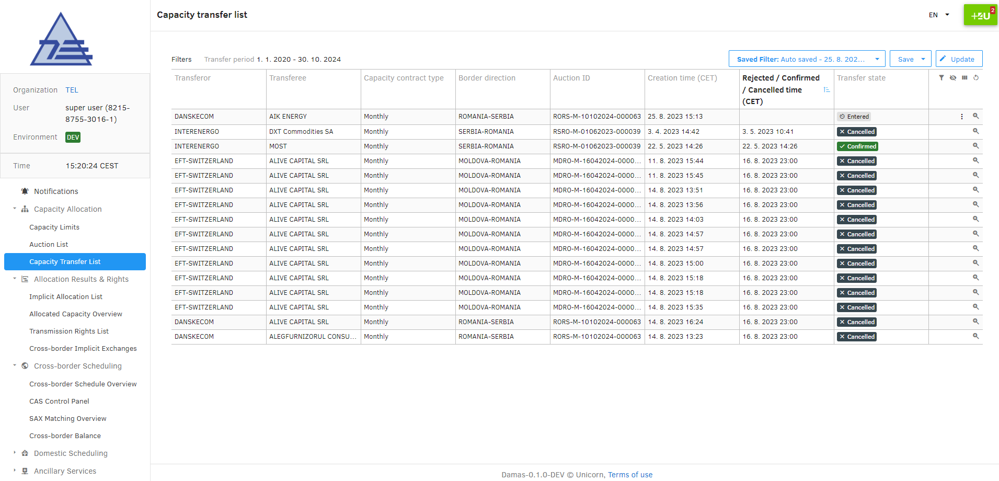 Capacity transfer list
EN
+4U 2
Organization TEL
User super user (8215-
8755-3016-1)
Environment DEV
Time 15:20:24 CEST
Notifications
Capacity Allocation
Capacity Limits
Auction List
Capacity Transfer List
Allocation Results & Rights
Implicit Allocation List
Allocated Capacity Overview
Transmission Rights List
Cross-border Implicit Exchanges
Cross-border Scheduling
Cross-border Schedule Overview
CAS Control Panel
SAX Matching Overview
Cross-border Balance
Domestic Scheduling
Ancillary Services
Filters Transfer period 1. 1. 2020 - 30. 10. 2024 Saved Filter: Auto saved - 25. 8. 202... Save Update
Transferor Transferee Capacity contract type Border direction Auction ID Creation time (CET) Rejected / Confirmed Transfer state
/ Cancelled time
(CET)
DANSKECOM AIK ENERGY Monthly ROMANIA-SERBIA RORS-M-10102024-000063 25. 8. 2023 15:13 Entered
INTERENERGO DXT Commodities SA Monthly SERBIA-ROMANIA RSRO-M-01062023-000039 3. 4. 2023 14:42 3. 5. 2023 10:41 Cancelled
INTERENERGO MOST Monthly SERBIA-ROMANIA RSRO-M-01062023-000039 22. 5. 2023 14:26 22. 5. 2023 14:26 Confirmed
EFT-SWITZERLAND ALIVE CAPITAL SRL Monthly MOLDOVA-ROMANIA MDRO-M-16042024-0000... 11. 8. 2023 15:44 16. 8. 2023 23:00 Cancelled
EFT-SWITZERLAND ALIVE CAPITAL SRL Monthly MOLDOVA-ROMANIA MDRO-M-16042024-0000... 11. 8. 2023 15:45 16. 8. 2023 23:00 Cancelled
EFT-SWITZERLAND ALIVE CAPITAL SRL Monthly MOLDOVA-ROMANIA MDRO-M-16042024-0000... 14. 8. 2023 13:51 16. 8. 2023 23:00 Cancelled
EFT-SWITZERLAND ALIVE CAPITAL SRL Monthly MOLDOVA-ROMANIA MDRO-M-16042024-0000... 14. 8. 2023 13:56 16. 8. 2023 23:00 Cancelled
EFT-SWITZERLAND ALIVE CAPITAL SRL Monthly MOLDOVA-ROMANIA MDRO-M-16042024-0000... 14. 8. 2023 14:03 16. 8. 2023 23:00 Cancelled
EFT-SWITZERLAND ALIVE CAPITAL SRL Monthly MOLDOVA-ROMANIA MDRO-M-16042024-0000... 14. 8. 2023 14:57 16. 8. 2023 23:00 Cancelled
EFT-SWITZERLAND ALIVE CAPITAL SRL Monthly MOLDOVA-ROMANIA MDRO-M-16042024-0000... 14. 8. 2023 14:57 16. 8. 2023 23:00 Cancelled
EFT-SWITZERLAND ALIVE CAPITAL SRL Monthly MOLDOVA-ROMANIA MDRO-M-16042024-0000... 14. 8. 2023 15:00 16. 8. 2023 23:00 Cancelled
EFT-SWITZERLAND ALIVE CAPITAL SRL Monthly MOLDOVA-ROMANIA MDRO-M-16042024-0000... 14. 8. 2023 15:18 16. 8. 2023 23:00 Cancelled
EFT-SWITZERLAND ALIVE CAPITAL SRL Monthly MOLDOVA-ROMANIA MDRO-M-16042024-0000... 14. 8. 2023 15:18 16. 8. 2023 23:00 Cancelled
EFT-SWITZERLAND ALIVE CAPITAL SRL Monthly MOLDOVA-ROMANIA MDRO-M-16042024-0000... 14. 8. 2023 15:35 16. 8. 2023 23:00 Cancelled
DANSKECOM ALIVE CAPITAL SRL Monthly ROMANIA-SERBIA RORS-M-10102024-000063 14. 8. 2023 16:24 16. 8. 2023 23:00 Cancelled
DANSKECOM ALEGFURNIZORUL CONSU... Monthly ROMANIA-SERBIA RORS-M-10102024-000063 14. 8. 2023 13:23 16. 8. 2023 23:00 Cancelled
Damas-0.1.0-DEV © Unicorn, Terms of use